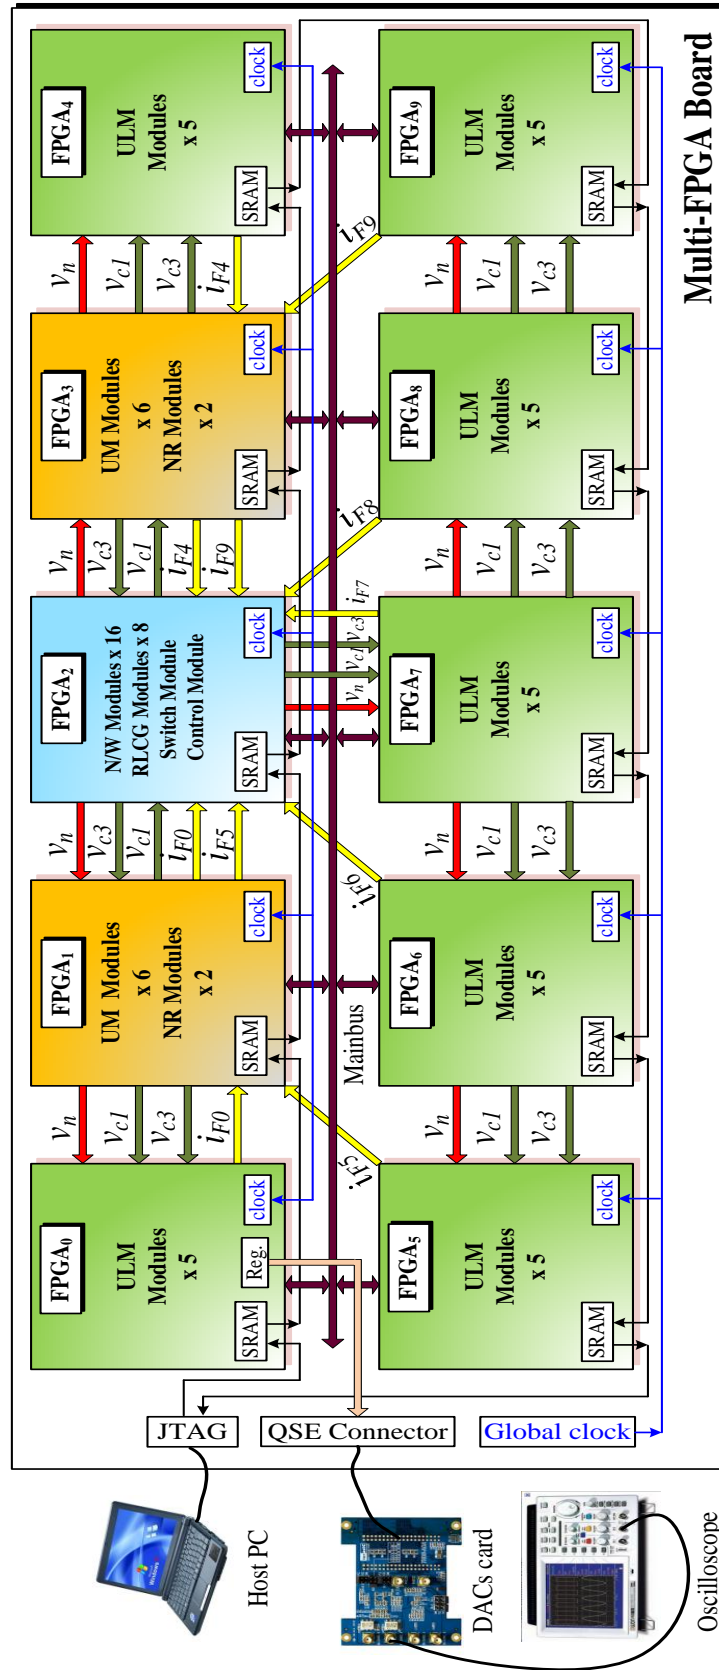 Multi-FPGA Board
FPGA0
ULM
Modules
x 5
SRAM
clock
Reg.
vn
vc1
vc3
iF0
FPGA1
UM Modules
x 6
NR Modules
x 2
SRAM
clock
vn
vc3
vc1
iF0
iF5
FPGA2
N/W Modules x 16
RLCG Modules x 8
Switch Module
Control Module
SRAM
clock
vn
vc3
vc1
iF4
iF9
FPGA3
UM Modules
x 6
NR Modules
x 2
SRAM
clock
vn
vc1
vc3
iF4
FPGA4
ULM
Modules
x 5
SRAM
clock
Mainbus
iF5
iF6
vn
vc1
vc3
iF7
iF8
iF9
FPGA5
ULM
Modules
x 5
SRAM
clock
vn
vc1
vc3
FPGA6
ULM
Modules
x 5
SRAM
clock
vn
vc1
vc3
FPGA7
ULM
Modules
x 5
SRAM
clock
vn
vc1
vc3
FPGA8
ULM
Modules
x 5
SRAM
clock
vn
vc1
vc3
FPGA9
ULM
Modules
x 5
SRAM
clock
JTAG
QSE Connector
Global clock
Host PC
DACs card
Oscilloscope